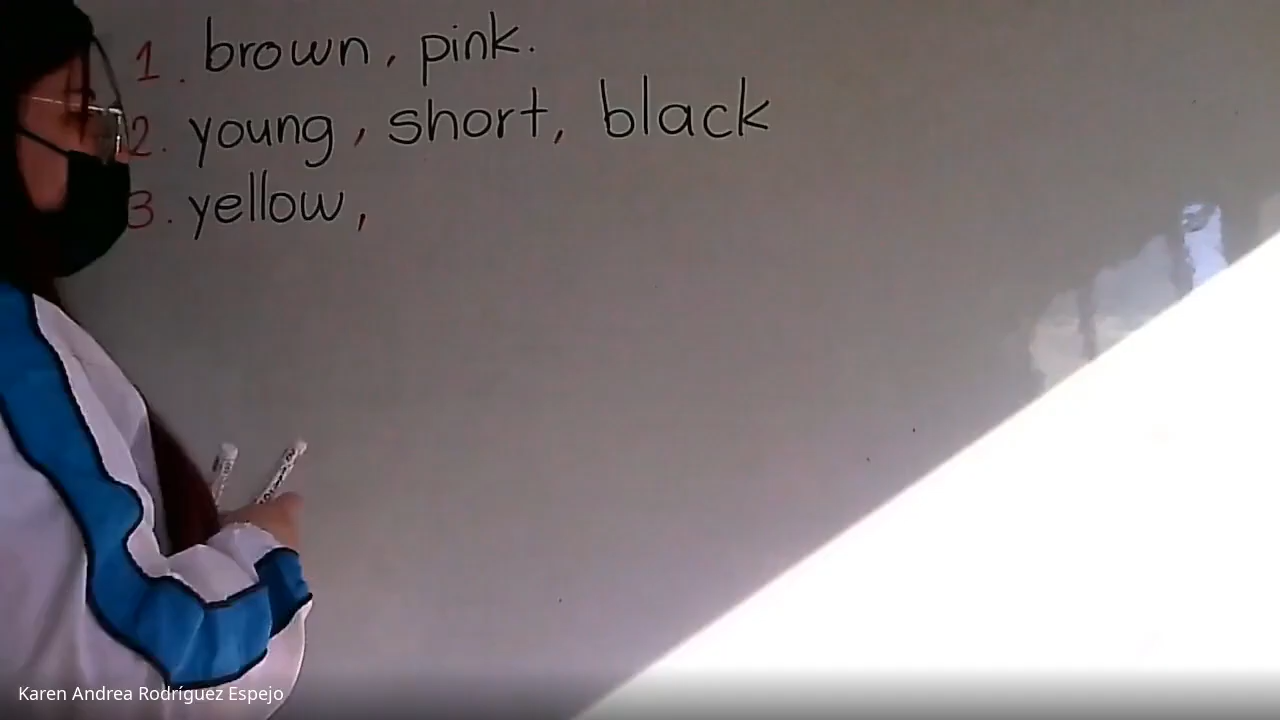 1. brown, pink.
2. young, short, black
3. yellow,
Karen Andrea Rodríguez Espejo